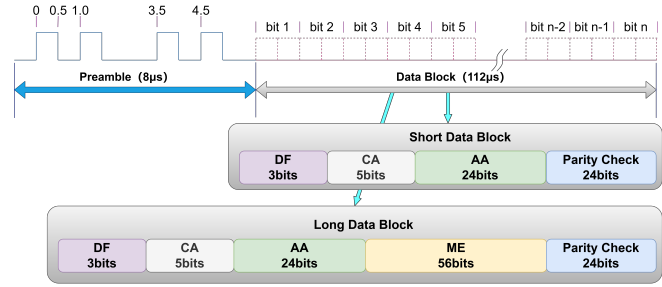 0 0.5 1.0 3.5 4.5
bit 1 bit 2 bit 3 bit 4 bit 5 bit n-2 bit n-1 bit n
Preamble (8μs) Data Block (112μs)
Short Data Block
DF CA AA Parity Check
3bits 5bits 24bits 24bits
Long Data Block
DF CA AA ME Parity Check
3bits 5bits 24bits 56bits 24bits